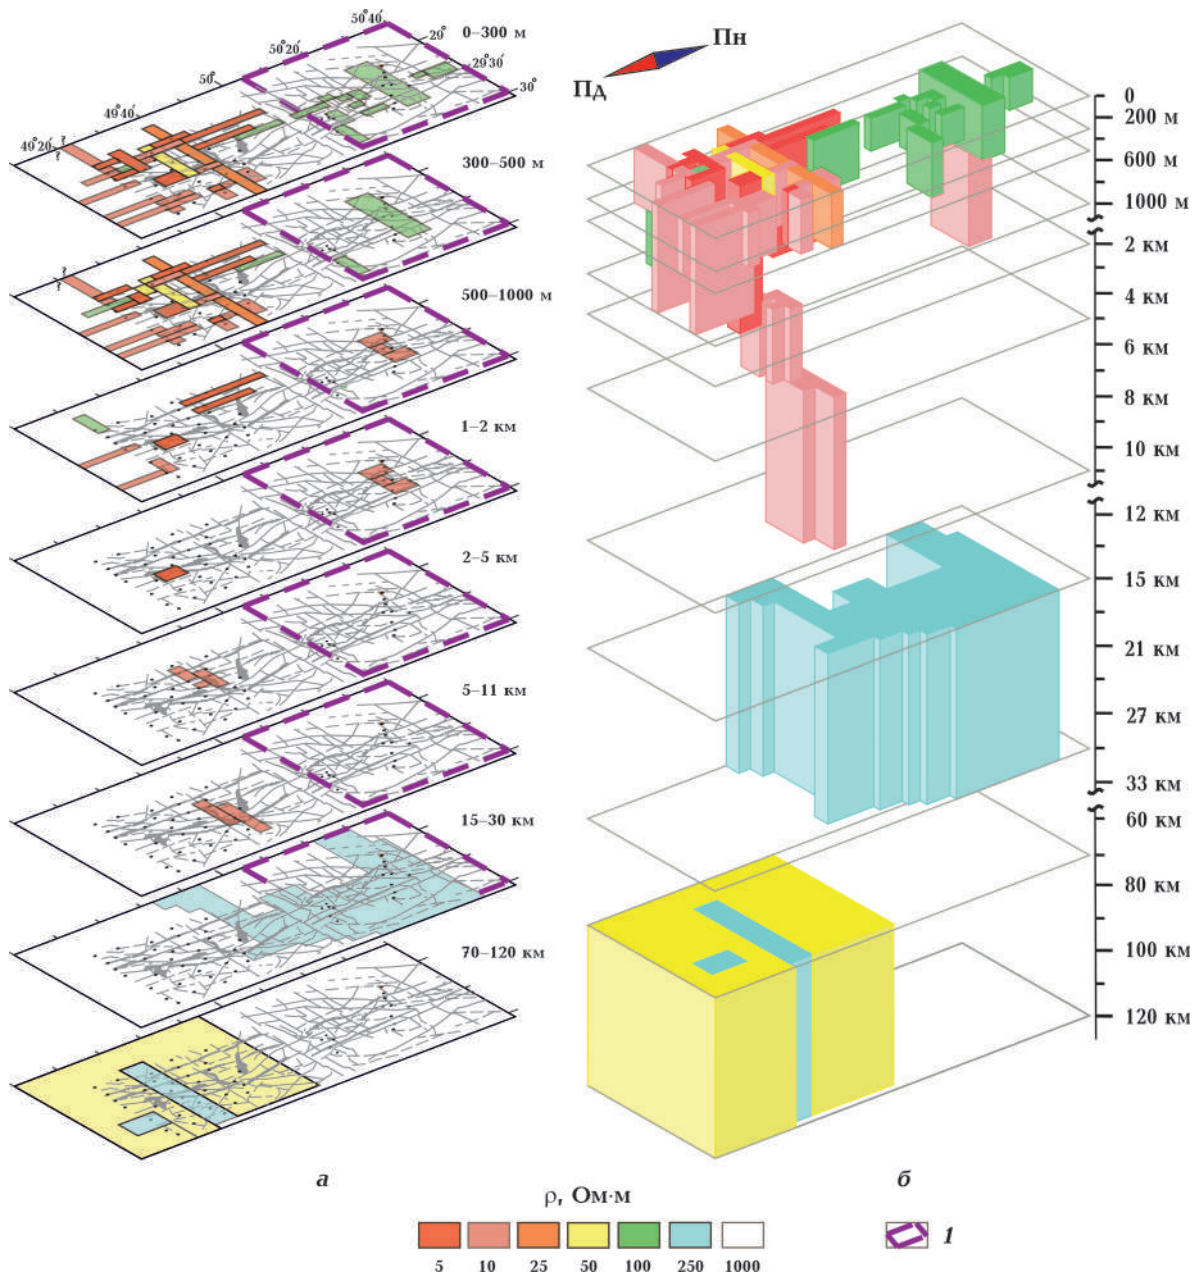 50°40′
29°
0–300 м
50°20′
29°30′
50°
30°
49°40′
49°20′
?
?
300–500 м
?
?
500–1000 м
1–2 км
2–5 км
5–11 км
15–30 км
70–120 км
Пн
Пд
0
200 м
600 м
1000 м
2 км
4 км
6 км
8 км
10 км
12 км
15 км
21 км
27 км
33 км
60 км
80 км
100 км
120 км
а
б
ρ, Ом·м
5 10 25 50 100 250 1000
1